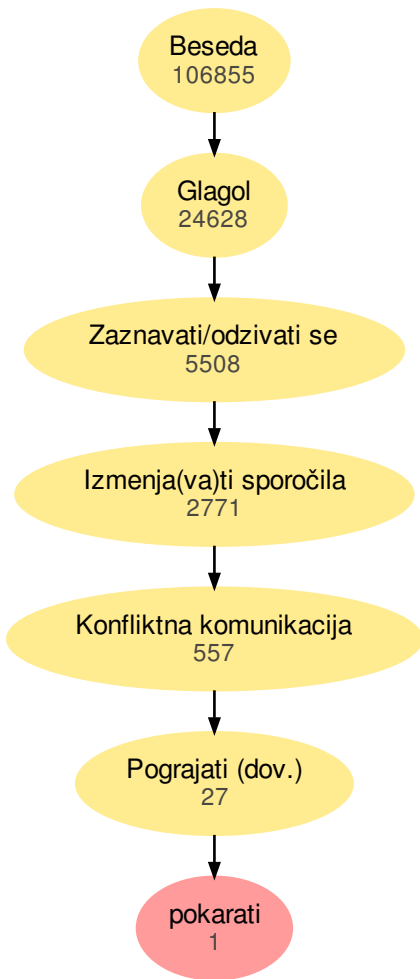 Beseda
106855
Glagol
24628
Zaznavati/odzivati se
5508
Izmenja(va)ti sporočila
2771
Konfliktna komunikacija
557
Pograjati (dov.)
27
pokarati
1